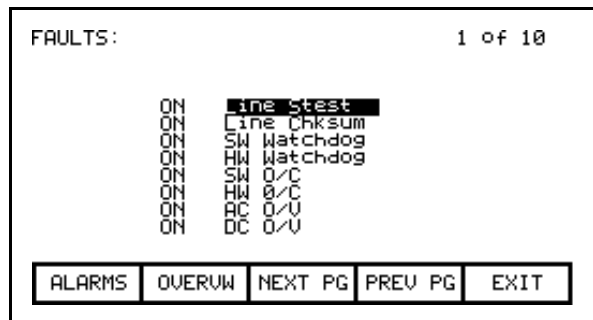 FAULTS: 1 of 10
ON Line Stest
ON Line Chksum
ON SW Watchdog
ON HW Watchdog
ON SW O/C
ON HW O/C
ON AC O/V
ON DC O/V
ALARMS OVERVW NEXT PG PREV PG EXIT